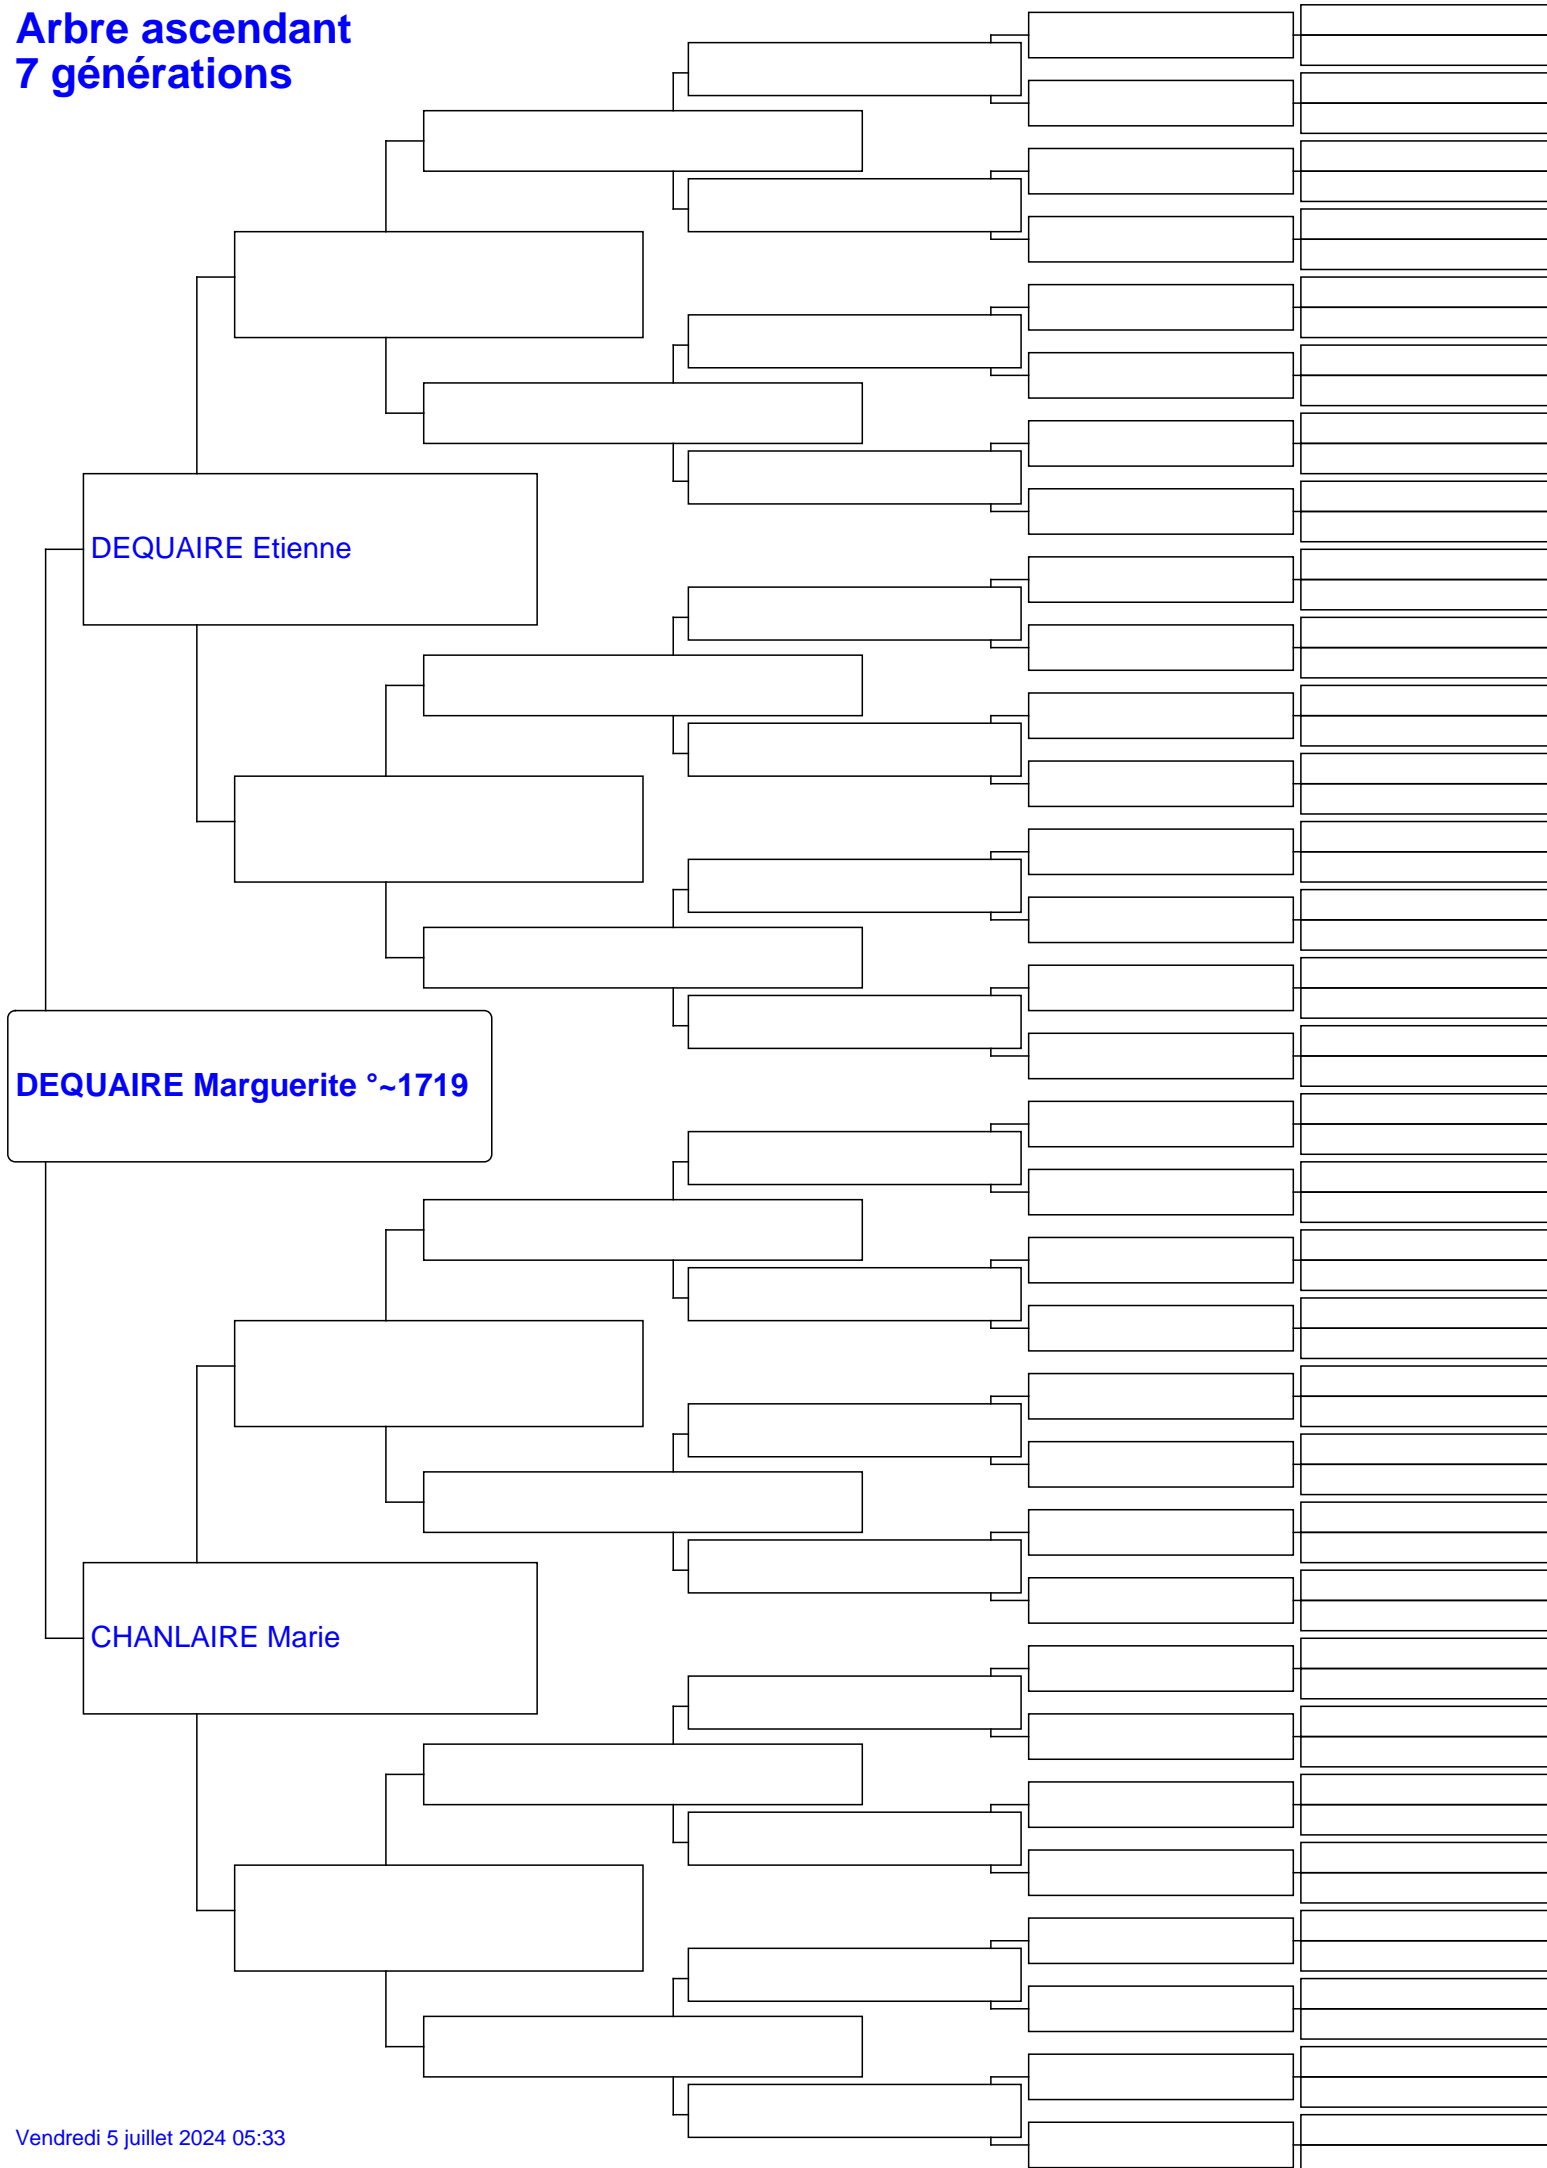 Arbre ascendant
7 générations
DEQUAIRE Etienne
DEQUAIRE Marguerite °~1719
CHANLAIRE Marie
Vendredi 5 juillet 2024 05:33